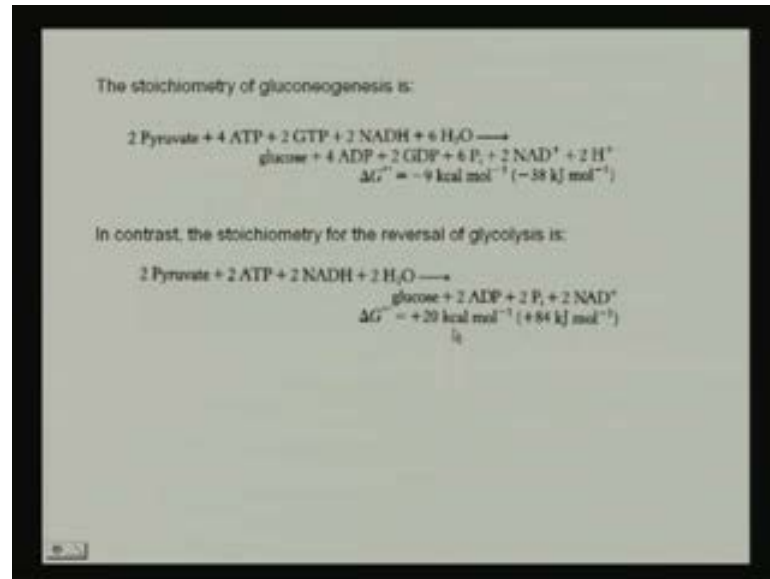 The stoichiometry of gluconeogenesis is:
2 Pyruvate + 4 ATP + 2 GTP + 2 NADH + 6 H₂O ⟶
glucose + 4 ADP + 2 GDP + 6 Pᵢ + 2 NAD⁺ + 2 H⁺
ΔG°′ = −9 kcal mol⁻¹ (−38 kJ mol⁻¹)
In contrast, the stoichiometry for the reversal of glycolysis is:
2 Pyruvate + 2 ATP + 2 NADH + 2 H₂O ⟶
glucose + 2 ADP + 2 Pᵢ + 2 NAD⁺
ΔG°′ = +20 kcal mol⁻¹ (+84 kJ mol⁻¹)